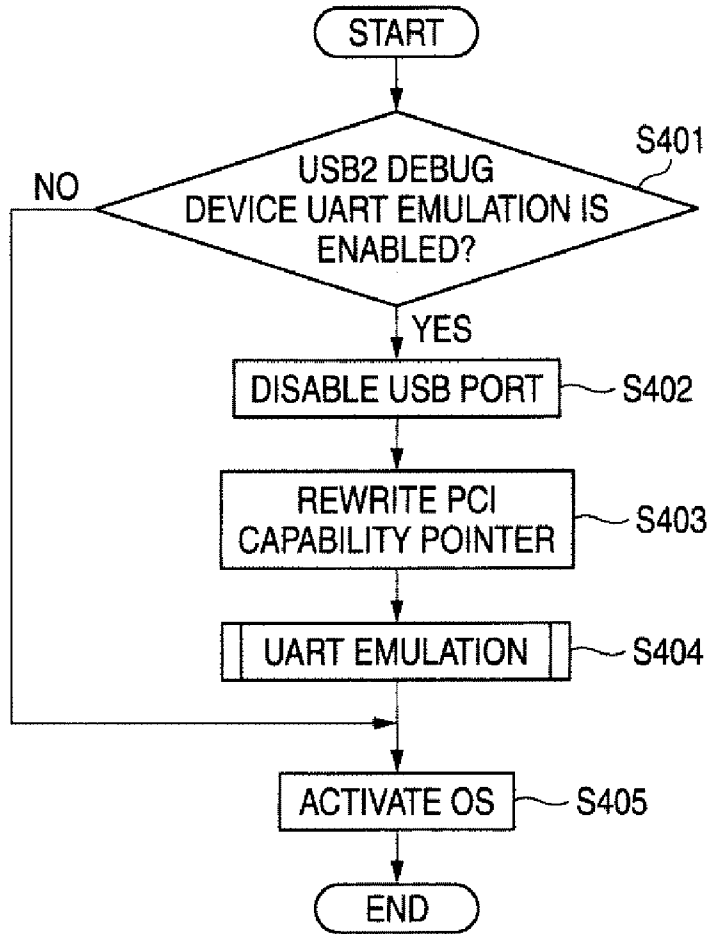 START
S401
USB2 DEBUG
DEVICE UART EMULATION IS
ENABLED?
NO
YES
DISABLE USB PORT
S402
REWRITE PCI
CAPABILITY POINTER
S403
UART EMULATION
S404
ACTIVATE OS
S405
END